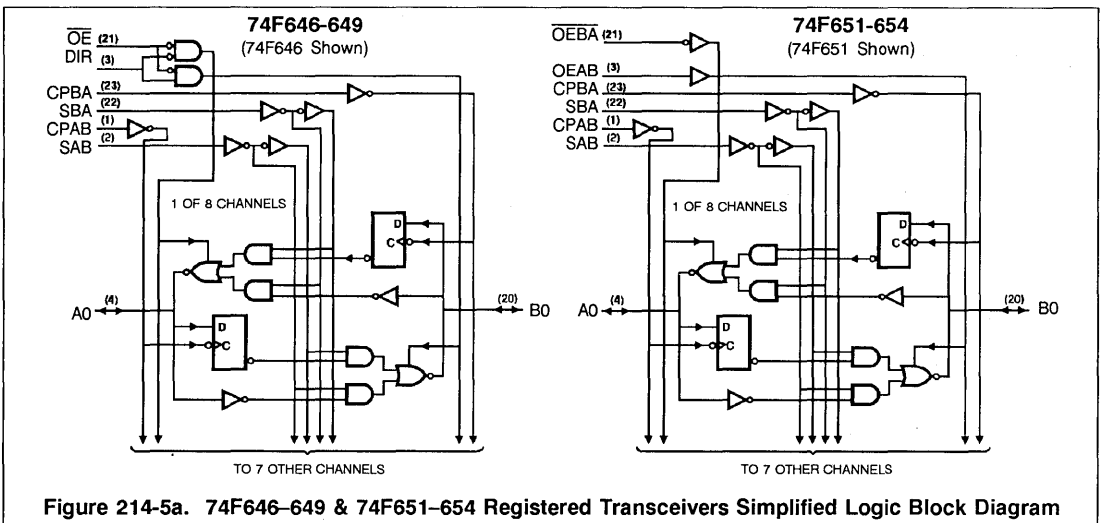 74F646-649
(74F646 Shown)
OE (21)
DIR
(3)
CPBA (23)
SBA (22)
CPAB (1)
SAB (2)
1 OF 8 CHANNELS
D
C
A0 (4)
(20) B0
D
C
TO 7 OTHER CHANNELS
74F651-654
(74F651 Shown)
OEBA (21)
OEAB (3)
CPBA (23)
SBA (22)
CPAB (1)
SAB (2)
1 OF 8 CHANNELS
D
C
A0 (4)
(20) B0
D
C
TO 7 OTHER CHANNELS
Figure 214-5a. 74F646–649 & 74F651–654 Registered Transceivers Simplified Logic Block Diagram